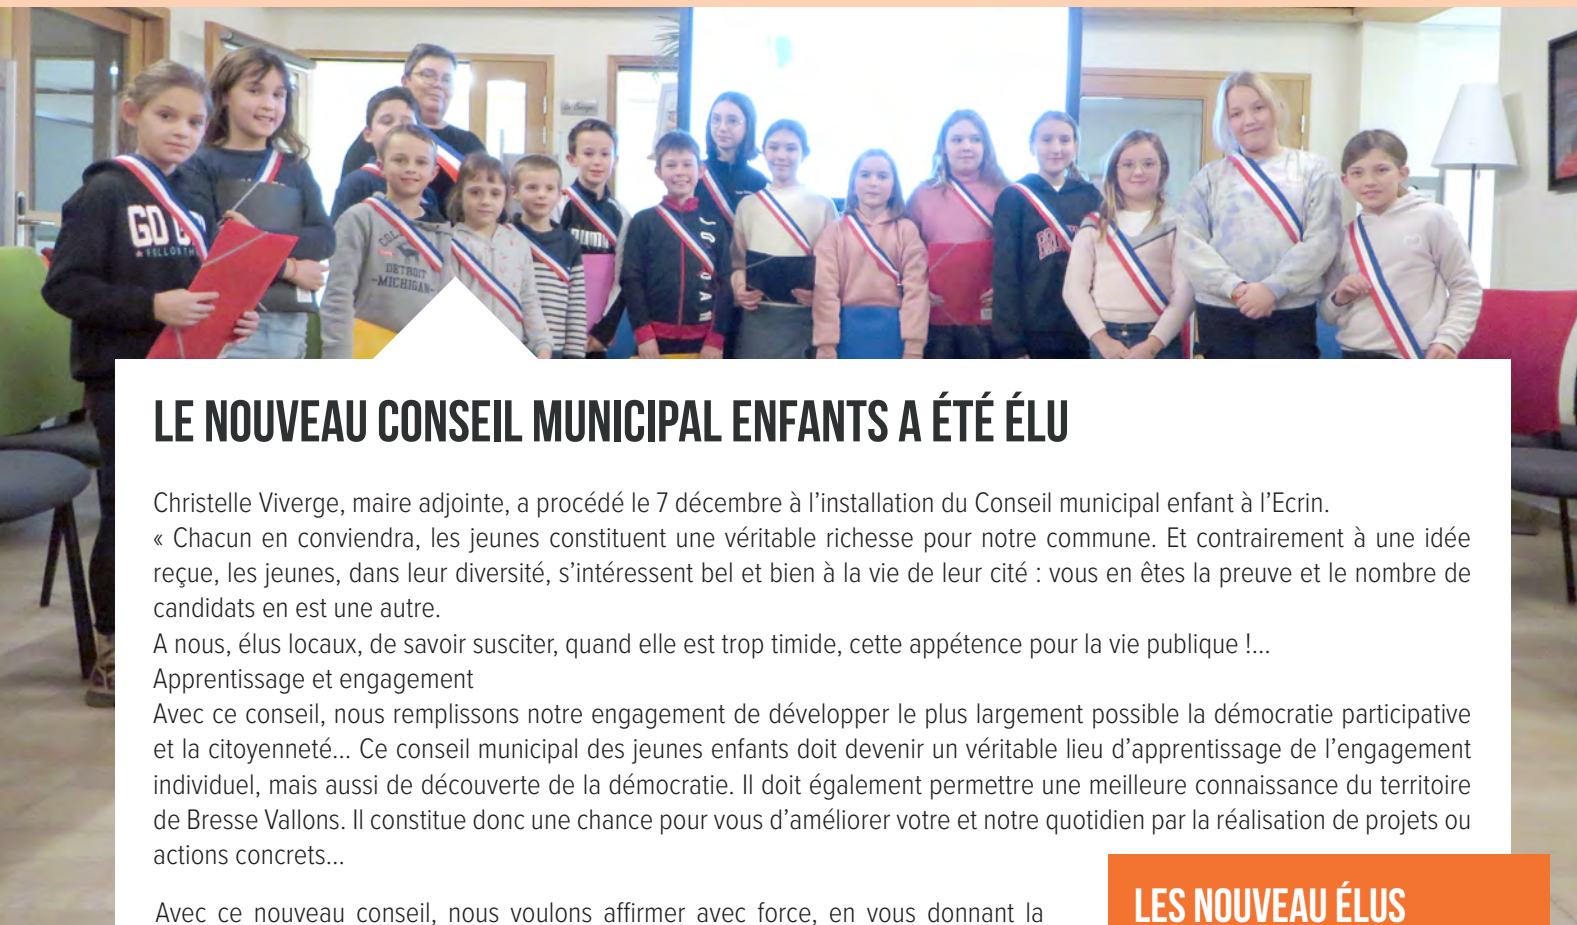 DETROIT
-MICHIGAN-
LE NOUVEAU CONSEIL MUNICIPAL ENFANTS A ÉTÉ ÉLU
Christelle Viverge, maire adjointe, a procédé le 7 décembre à l’installation du Conseil municipal enfant à l’Ecrin.
« Chacun en conviendra, les jeunes constituent une véritable richesse pour notre commune. Et contrairement à une idée
reçue, les jeunes, dans leur diversité, s’intéressent bel et bien à la vie de leur cité : vous en êtes la preuve et le nombre de
candidats en est une autre.
A nous, élus locaux, de savoir susciter, quand elle est trop timide, cette appétence pour la vie publique !...
Apprentissage et engagement
Avec ce conseil, nous remplissons notre engagement de développer le plus largement possible la démocratie participative
et la citoyenneté... Ce conseil municipal des jeunes enfants doit devenir un véritable lieu d’apprentissage de l’engagement
individuel, mais aussi de découverte de la démocratie. Il doit également permettre une meilleure connaissance du territoire
de Bresse Vallons. Il constitue donc une chance pour vous d’améliorer votre et notre quotidien par la réalisation de projets ou
actions concrets...
Avec ce nouveau conseil, nous voulons affirmer avec force, en vous donnant la
LES NOUVEAU ÉLUS